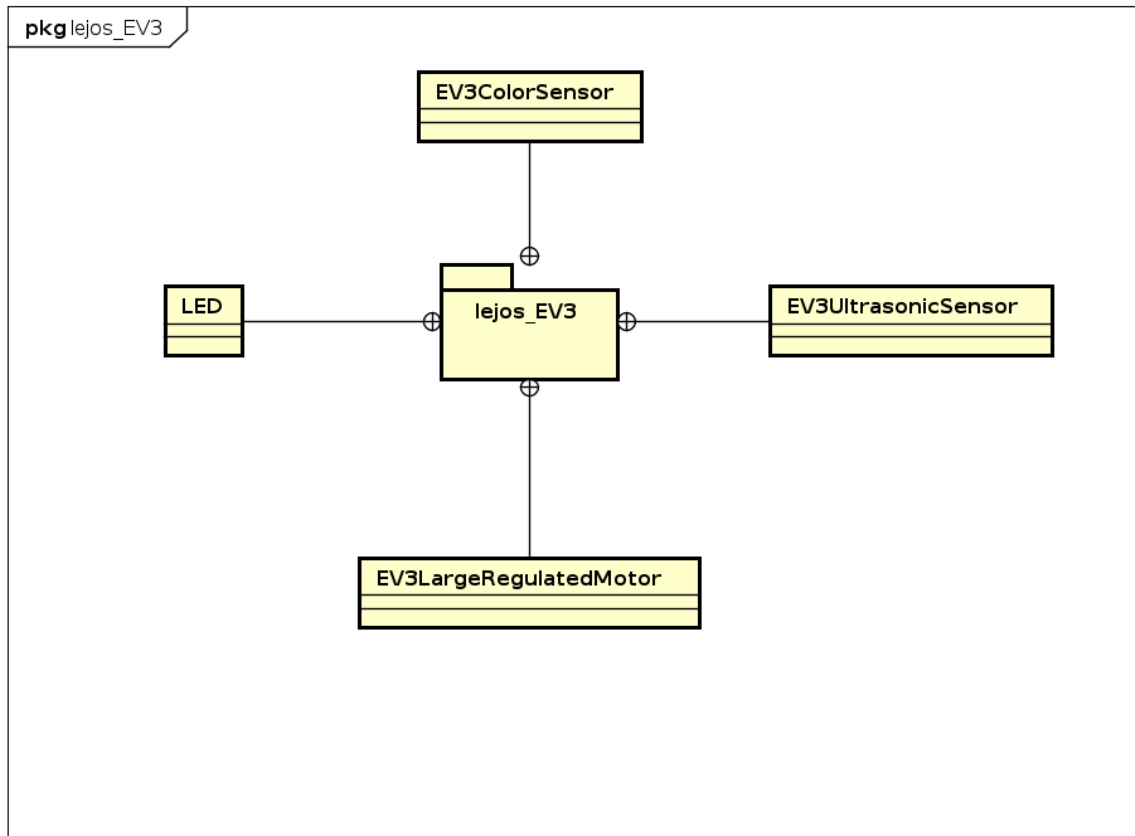 pkg lejos_EV3
EV3ColorSensor
LED
lejos_EV3
EV3UltrasonicSensor
EV3LargeRegulatedMotor